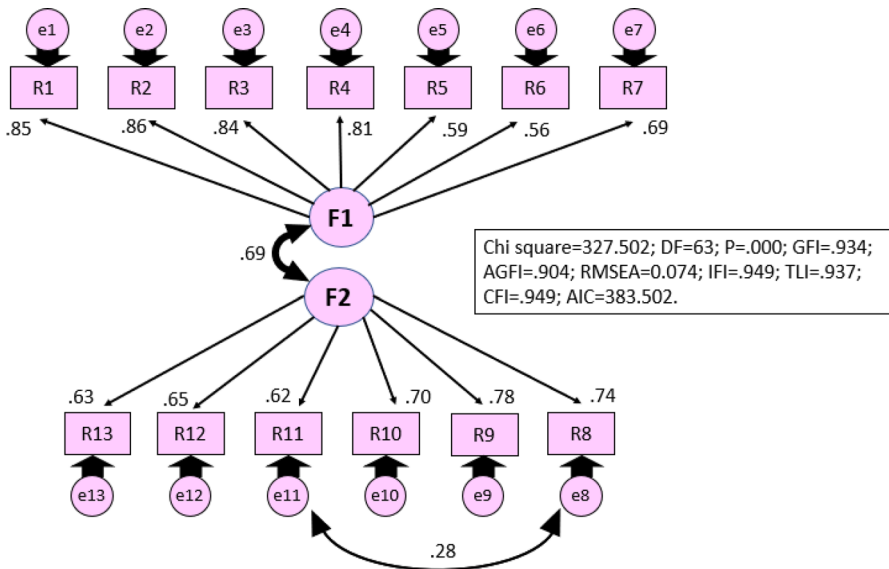 e1 e2 e3 e4 e5 e6 e7
R1 R2 R3 R4 R5 R6 R7
.85 .86 .84 .81 .59 .56 .69
F1
.69
F2
Chi square=327.502; DF=63; P=.000; GFI=.934;
AGFI=.904; RMSEA=0.074; IFI=.949; TLI=.937;
CFI=.949; AIC=383.502.
.63 .65 .62 .70 .78 .74
R13 R12 R11 R10 R9 R8
e13 e12 e11 e10 e9 e8
.28